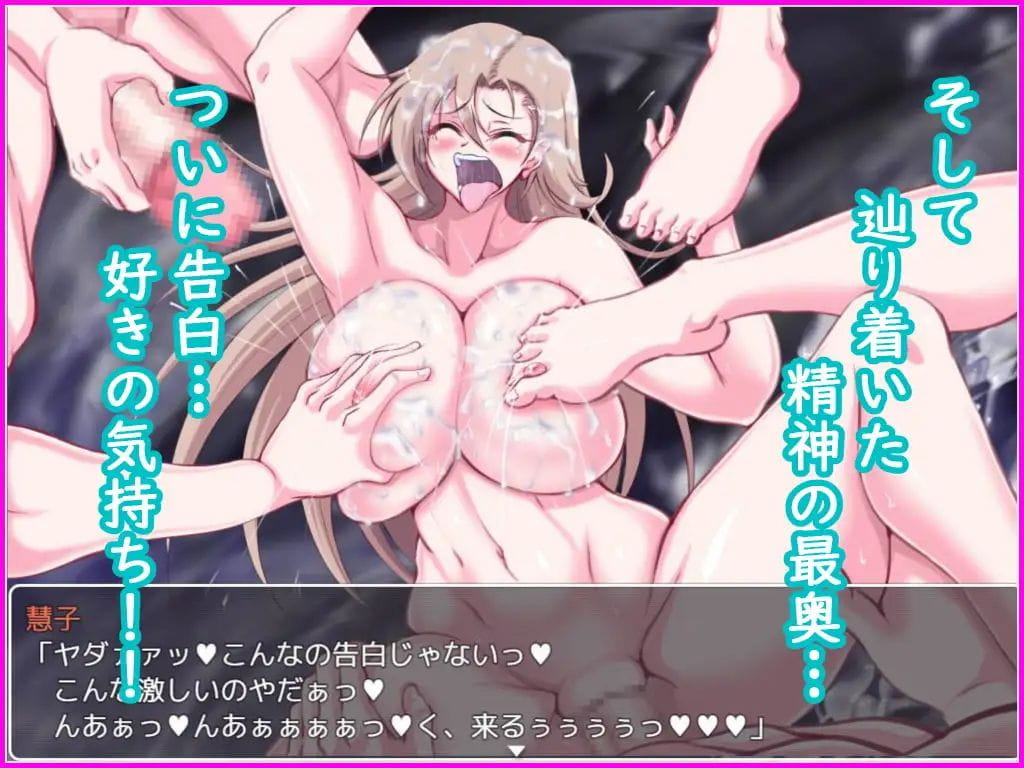 そして
辿り着いた
精神の最奥…
ついに告白…
好きの気持ち！！
慧子
「ヤダァァッ♥こんなの告白じゃないっ♥
こんな激しいのやだぁっ♥
んあぁっ♥んあぁぁぁぁっ♥く、来るぅぅぅぅっ♥♥♥」